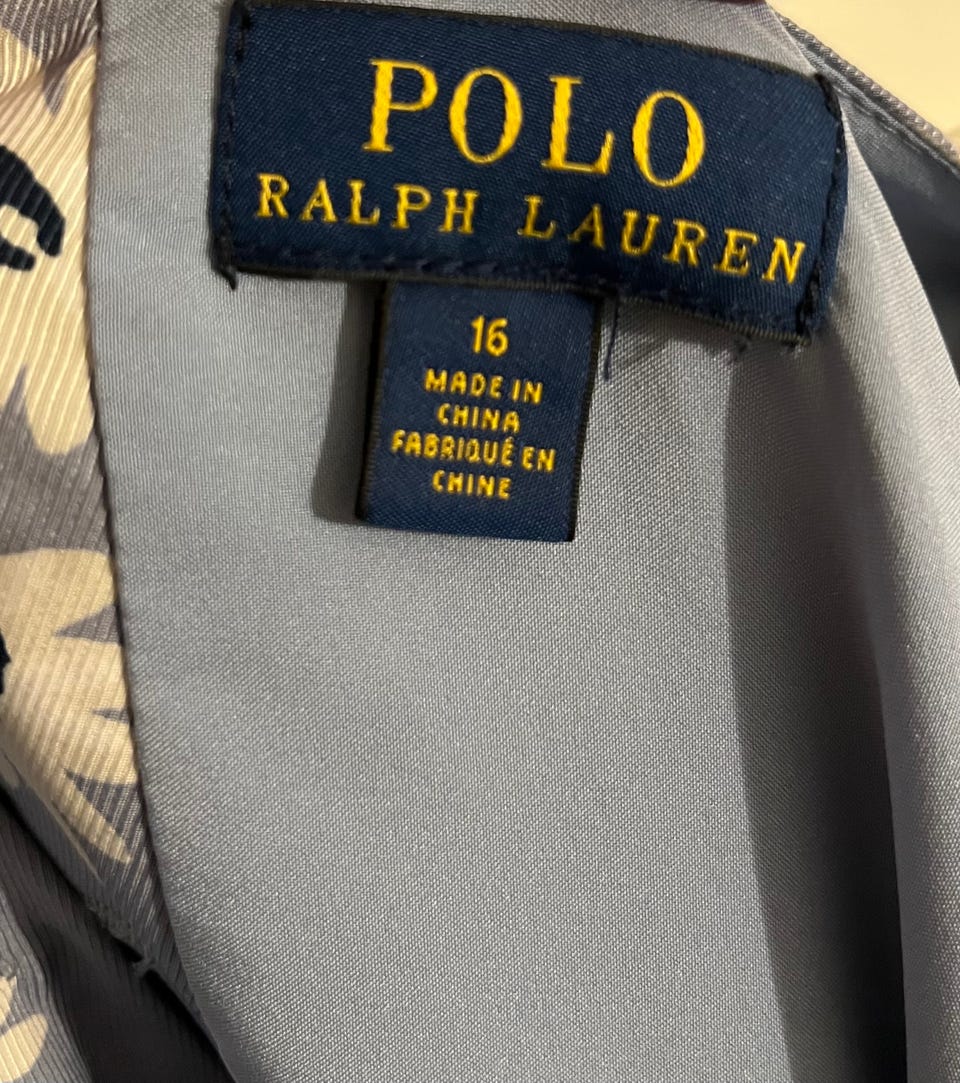 POLO
RALPH LAUREN
16
MADE IN
CHINA
FABRIQUÉ EN
CHINE